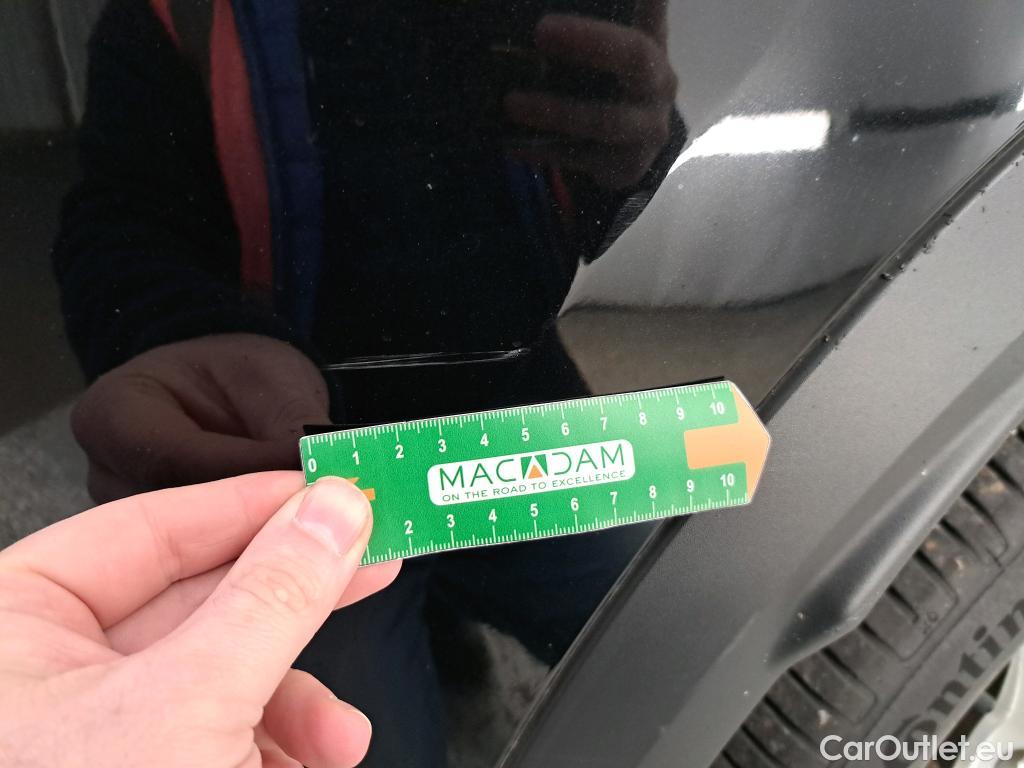 0 1 2 3 4 5 6 7 8 9 10
MACADAM
ON THE ROAD TO EXCELLENCE
2 3 4 5 6 7 8 9 10
CarOutlet.eu